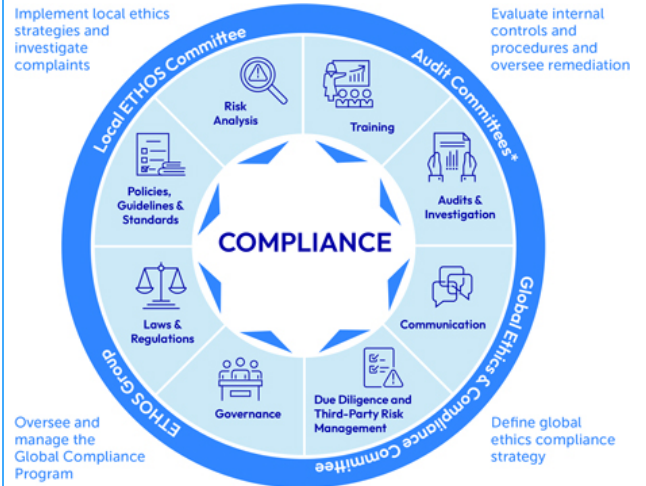 Implement local ethics
strategies and
investigate
complaints
Evaluate internal
controls and
procedures and
oversee remediation
Local ETHOS Committee
Audit Committees*
Risk
Analysis
Training
Policies,
Guidelines &
Standards
Audits &
Investigation
COMPLIANCE
Laws &
Regulations
Communication
Governance
Due Diligence and
Third-Party Risk
Management
ETHOS Group
Global Ethics & Compliance Committee
Oversee and
manage the
Global Compliance
Program
Define global
ethics compliance
strategy